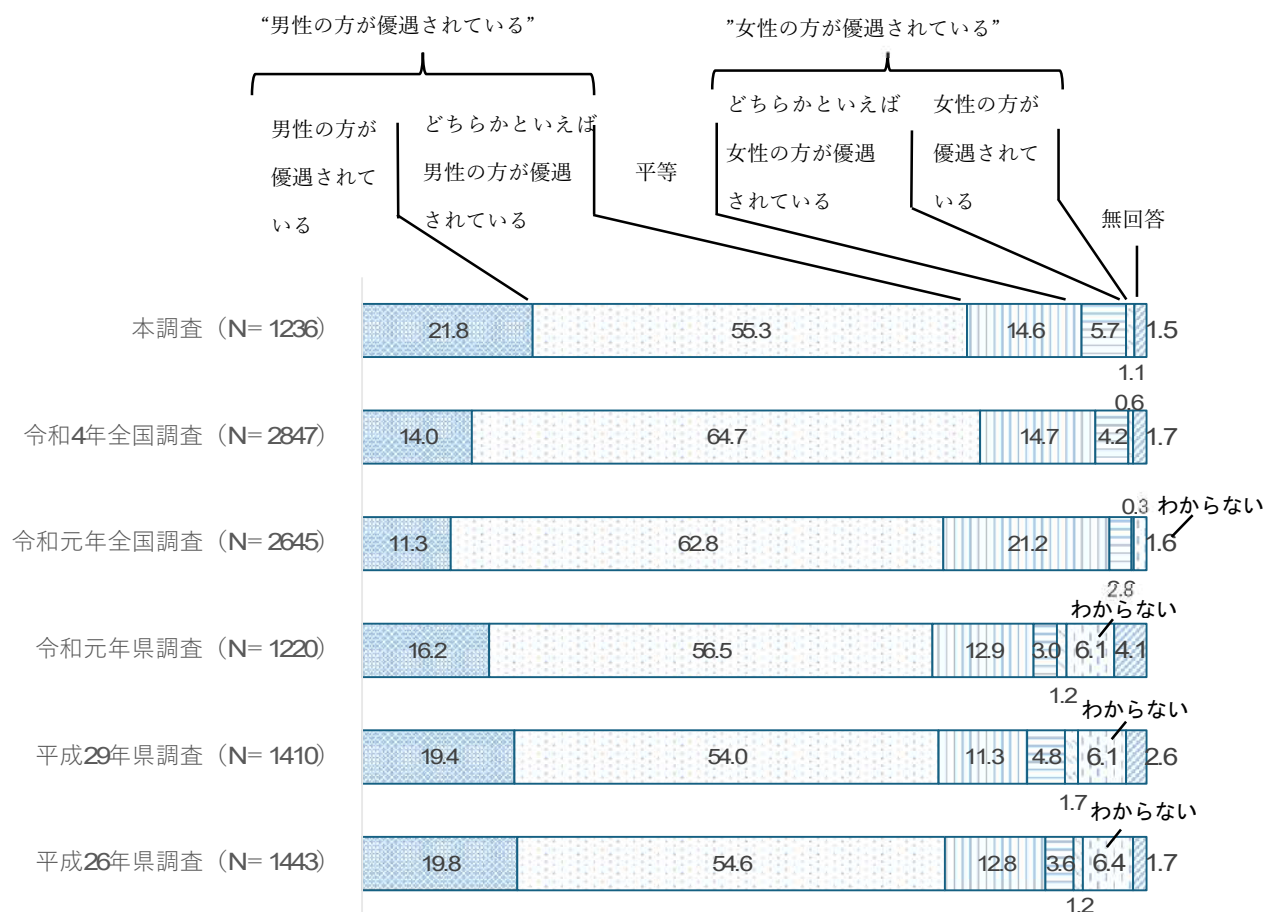 “男性の方が優遇されている”
”女性の方が優遇されている”
男性の方が
優遇されて
いる
どちらかといえば
男性の方が優遇
されている
平等
どちらかといえば
女性の方が優遇
されている
女性の方が
優遇されて
いる
無回答
本調査（N=1236）
21.8
55.3
14.6
5.7
1.1
1.5
令和4年全国調査（N=2847）
14.0
64.7
14.7
4.2
0.6
1.7
令和元年全国調査（N=2645）
11.3
62.8
21.2
2.8
0.3
わからない
1.6
令和元年県調査（N=1220）
16.2
56.5
12.9
3.0
1.2
わからない
6.1
4.1
平成29年県調査（N=1410）
19.4
54.0
11.3
4.8
1.7
わからない
6.1
2.6
平成26年県調査（N=1443）
19.8
54.6
12.8
3.6
1.2
わからない
6.4
1.7